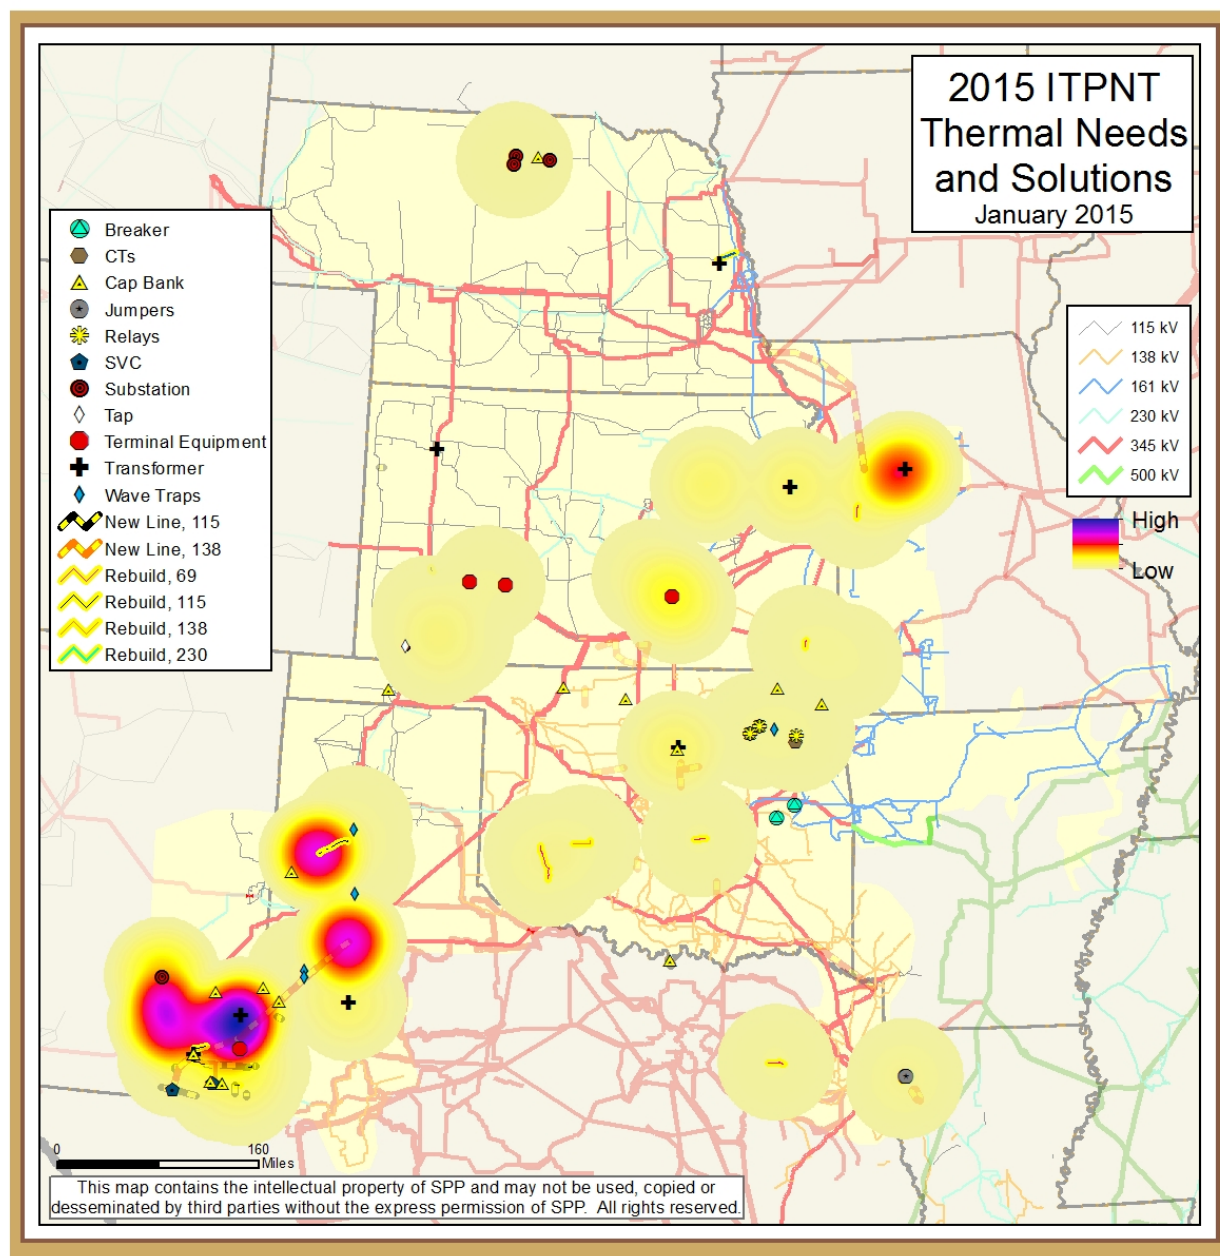 2015 ITPNT
Thermal Needs
and Solutions
January 2015
Breaker
CTs
Cap Bank
Jumpers
Relays
SVC
Substation
Tap
Terminal Equipment
Transformer
Wave Traps
New Line, 115
New Line, 138
Rebuild, 69
Rebuild, 115
Rebuild, 138
Rebuild, 230
115 kV
138 kV
161 kV
230 kV
345 kV
500 kV
High
Low
0 160
Miles
This map contains the intellectual property of SPP and may not be used, copied or
desseminated by third parties without the express permission of SPP. All rights reserved.